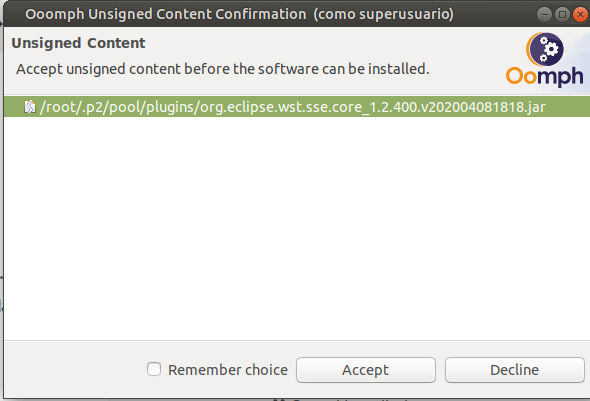 Ooomph Unsigned Content Confirmation (como superusuario)
Unsigned Content
Accept unsigned content before the software can be installed.
Oomph
/root/.p2/pool/plugins/org.eclipse.wst.sse.core_1.2.400.v202004081818.jar
Remember choice
Accept
Decline